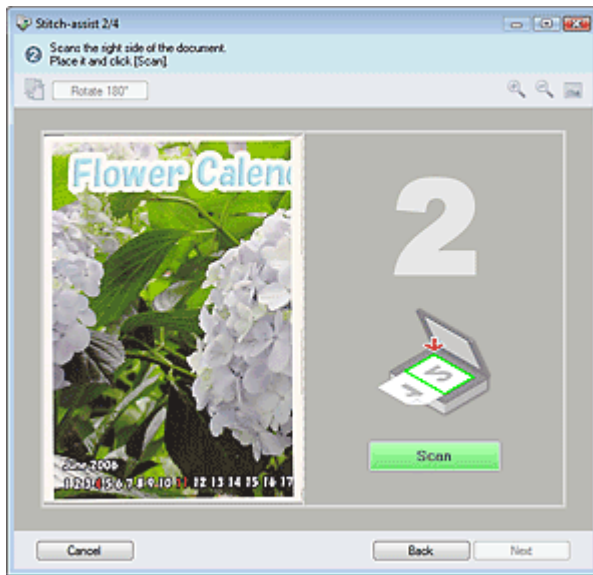 Stitch-assist 2/4
2 Scans the right side of the document.
Place it and click [Scan]
Rotate 180°
Flower Calen
2
June 2006
1 2 3 4 5 6 7 8 9 10 11 12 13 14 15 16 17
Scan
Cancel
Back
Next